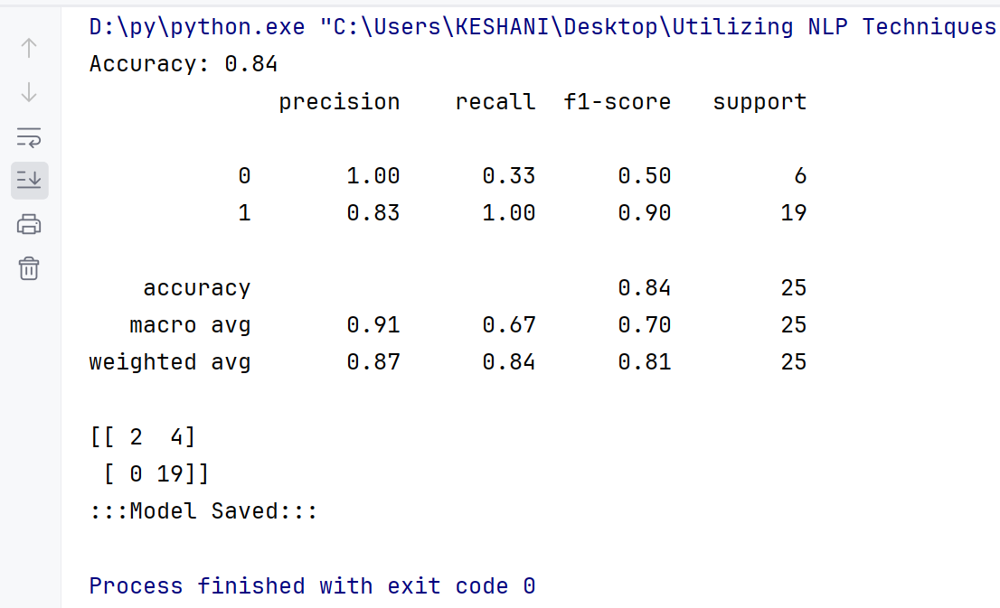 D:\py\python.exe "C:\Users\KESHANI\Desktop\Utilizing NLP Techniques
Accuracy: 0.84
              precision    recall  f1-score   support

           0       1.00      0.33      0.50         6
           1       0.83      1.00      0.90        19

    accuracy                           0.84        25
   macro avg       0.91      0.67      0.70        25
weighted avg       0.87      0.84      0.81        25

[[ 2  4]
 [ 0 19]]
:::Model Saved:::

Process finished with exit code 0